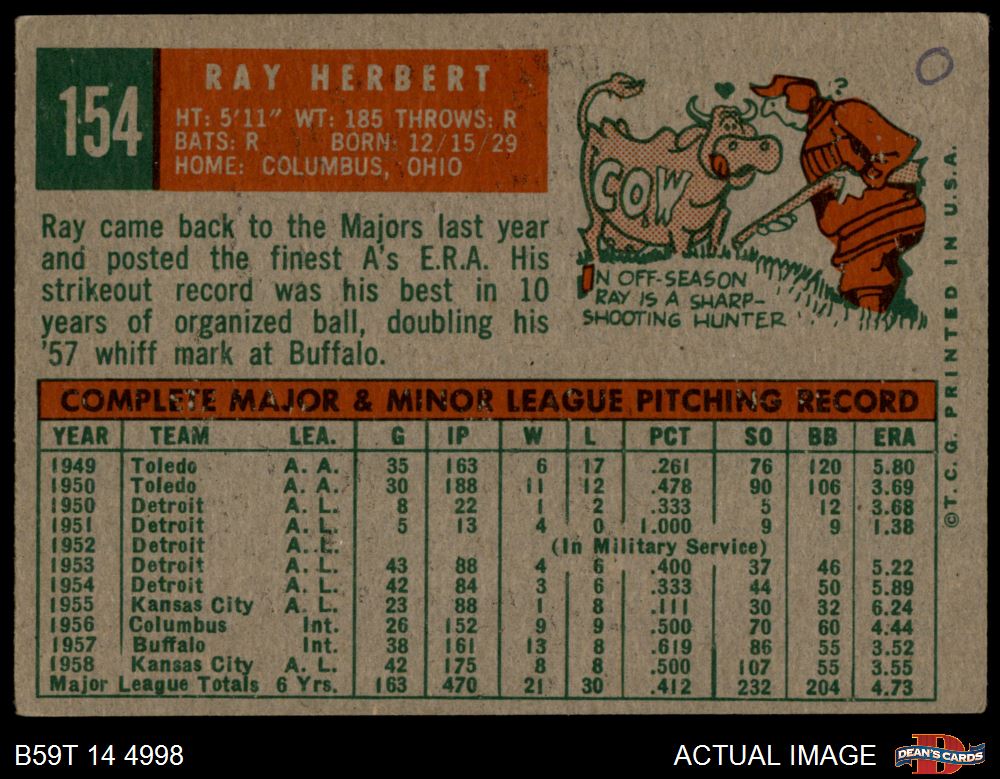 154
RAY HERBERT
HT: 5'11" WT: 185 THROWS: R
BATS: R BORN: 12/15/29
HOME: COLUMBUS, OHIO
Ray came back to the Majors last year
and posted the finest A's E.R.A. His
strikeout record was his best in 10
years of organized ball, doubling his
'57 whiff mark at Buffalo.
?
COW
IN OFF-SEASON
RAY IS A SHARP-
SHOOTING HUNTER
©T. C. G. PRINTED IN U.S.A.
COMPLETE MAJOR & MINOR LEAGUE PITCHING RECORD
YEAR TEAM LEA. G IP W L PCT SO BB ERA
1949 Toledo A. A. 35 163 6 17 .261 76 120 5.80
1950 Toledo A. A. 30 188 11 12 .478 90 106 3.69
1950 Detroit A. L. 8 22 1 2 .333 5 12 3.68
1951 Detroit A. L. 5 13 4 0 1.000 9 9 1.38
1952 Detroit A. L. (In Military Service)
1953 Detroit A. L. 43 88 4 6 .400 37 46 5.22
1954 Detroit A. L. 42 84 3 6 .333 44 50 5.89
1955 Kansas City A. L. 23 88 1 8 .111 30 32 6.24
1956 Columbus Int. 26 152 9 9 .500 70 60 4.44
1957 Buffalo Int. 38 161 13 8 .619 86 55 3.52
1958 Kansas City A. L. 42 175 8 8 .500 107 55 3.55
Major League Totals 6 Yrs. 163 470 21 30 .412 232 204 4.73
B59T 14 4998
ACTUAL IMAGE
DEAN'S CARDS